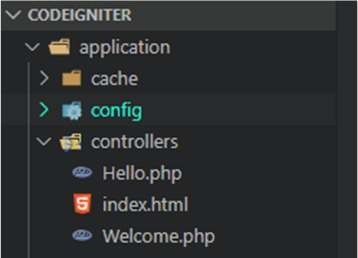 CODEIGNITER
application
cache
config
controllers
Hello.php
index.html
Welcome.php